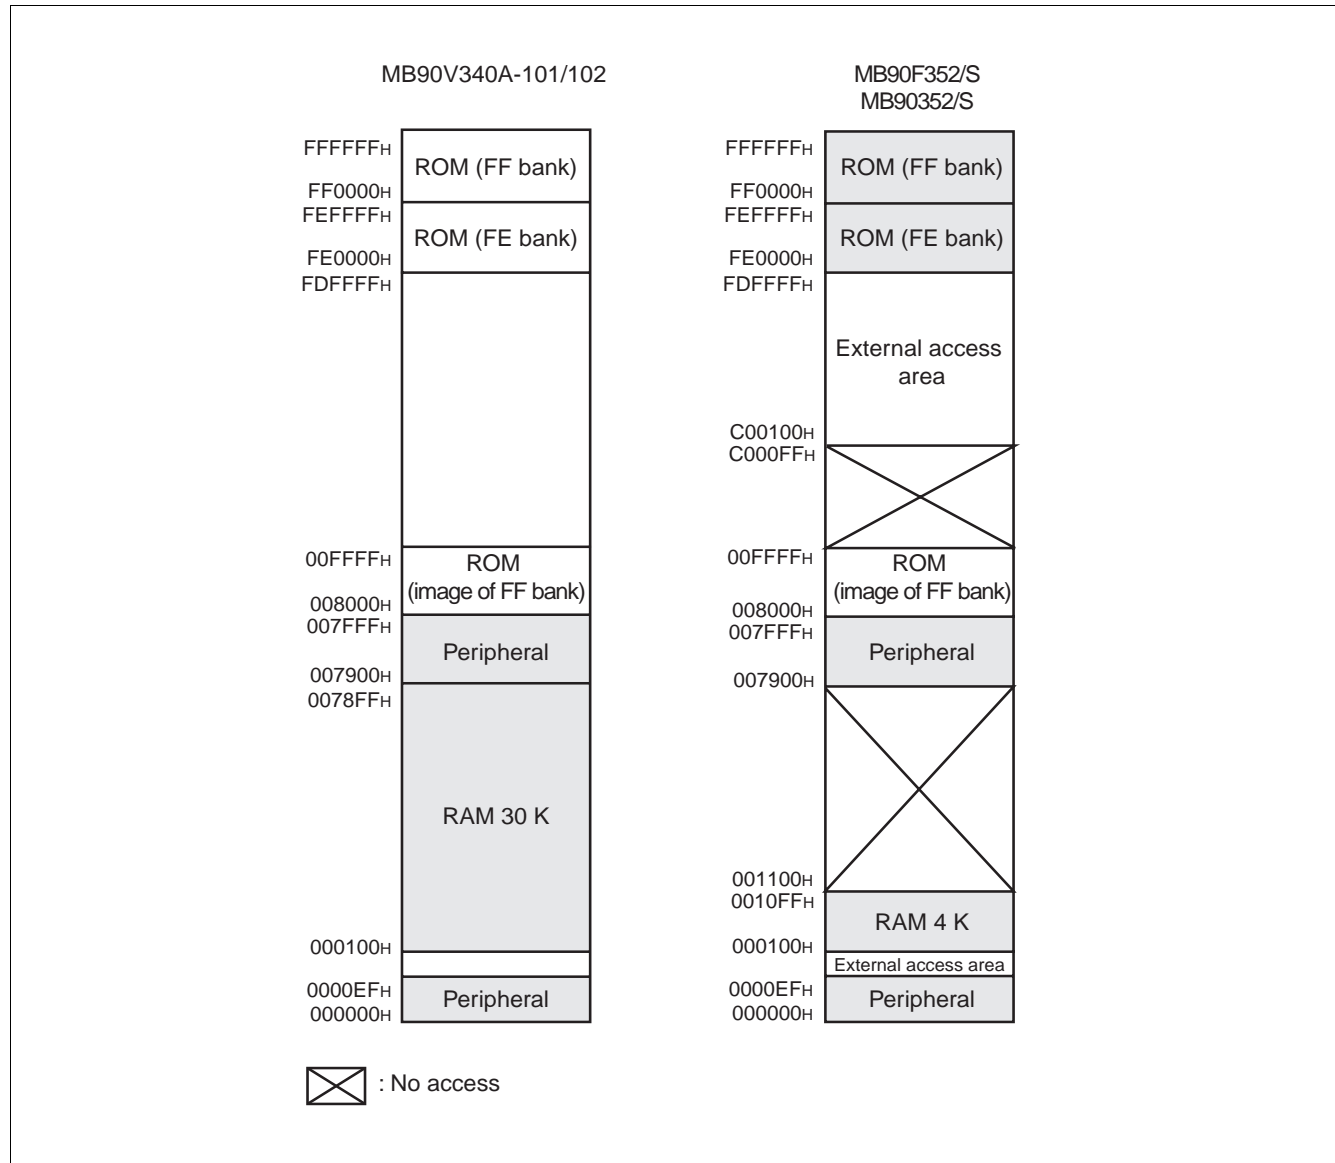 MB90V340A-101/102
FFFFFFH
ROM (FF bank)
FF0000H
FEFFFFH
ROM (FE bank)
FE0000H
FDFFFFH
00FFFFH
ROM
(image of FF bank)
008000H
007FFFH
Peripheral
007900H
0078FFH
RAM 30 K
000100H
0000EFH
Peripheral
000000H
MB90F352/S
MB90352/S
FFFFFFH
ROM (FF bank)
FF0000H
FEFFFFH
ROM (FE bank)
FE0000H
FDFFFFH
External access
area
C00100H
C000FFH
00FFFFH
ROM
(image of FF bank)
008000H
007FFFH
Peripheral
007900H
001100H
0010FFH
RAM 4 K
000100H
External access area
0000EFH
Peripheral
000000H
: No access